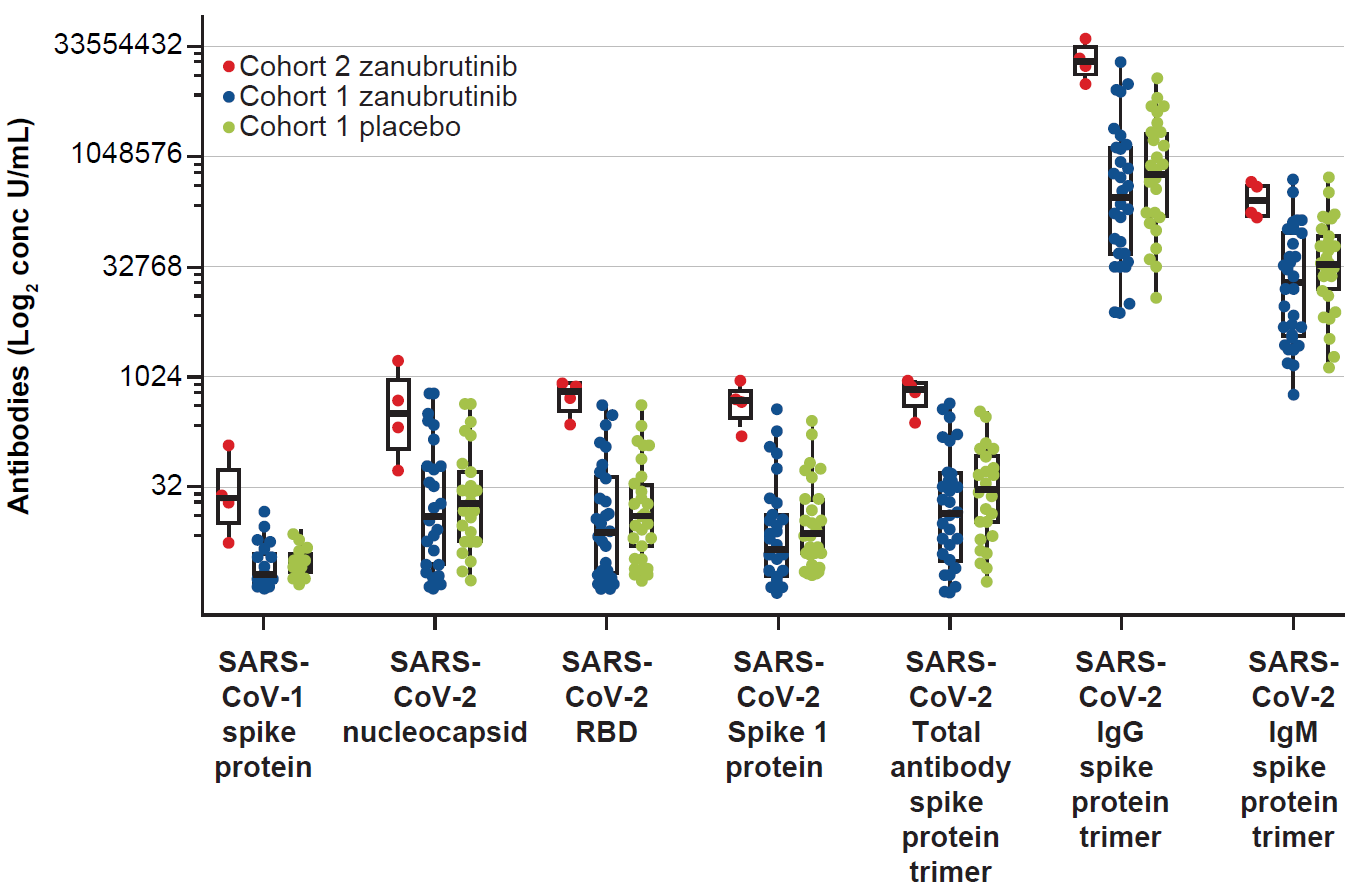 33554432
1048576
32768
1024
32
Antibodies (Log2 conc U/mL)
Cohort 2 zanubrutinib
Cohort 1 zanubrutinib
Cohort 1 placebo
SARS-
CoV-1
spike
protein
SARS-
CoV-2
nucleocapsid
SARS-
CoV-2
RBD
SARS-
CoV-2
Spike 1
protein
SARS-
CoV-2
Total
antibody
spike
protein
trimer
SARS-
CoV-2
IgG
spike
protein
trimer
SARS-
CoV-2
IgM
spike
protein
trimer